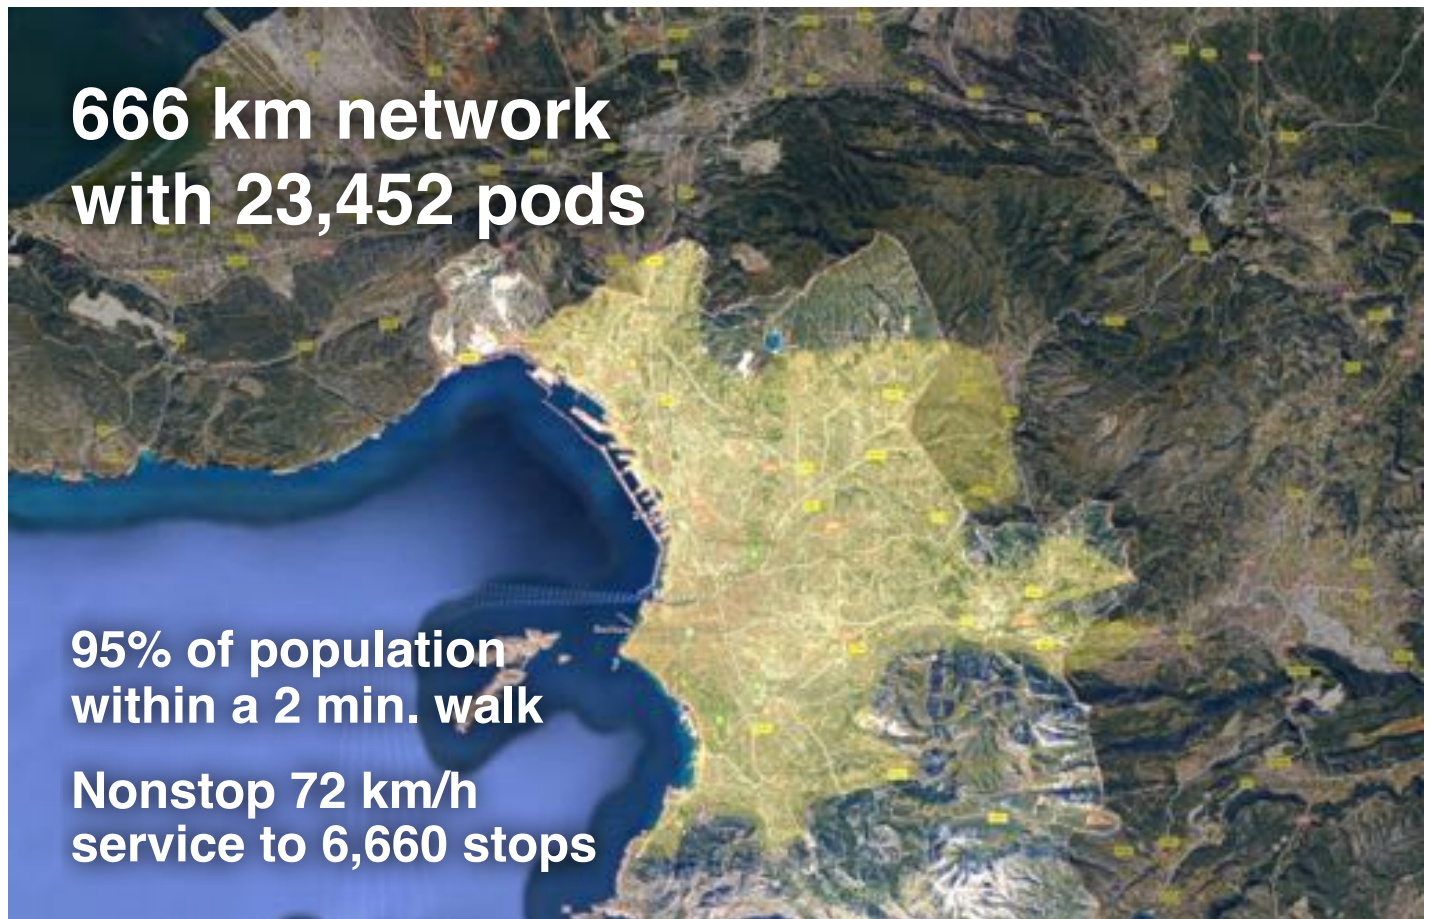 666 km network
with 23,452 pods
95% of population
within a 2 min. walk
Nonstop 72 km/h
service to 6,660 stops